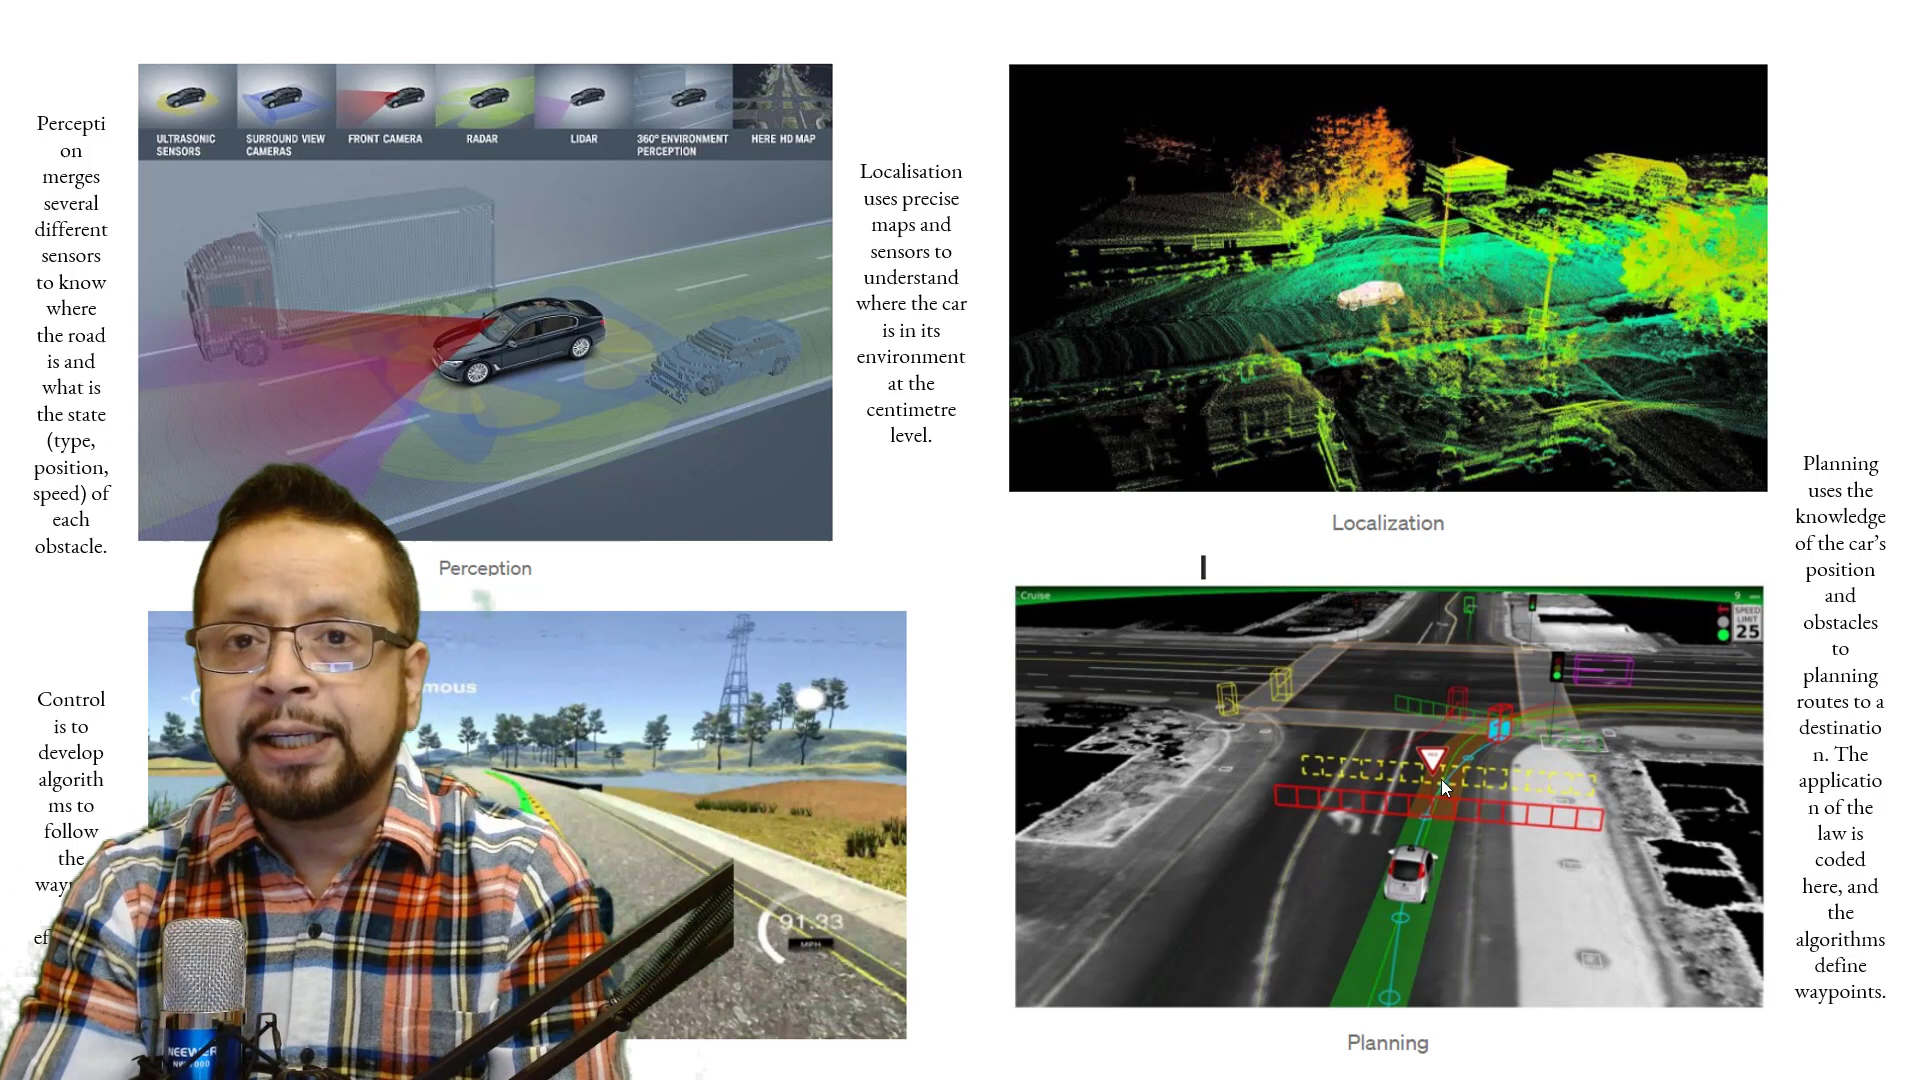 Percepti
on
merges
several
different
sensors
to know
where
the road
is and
what is
the state
(type,
position,
speed) of
each
obstacle.
ULTRASONIC
SENSORS
SURROUND VIEW
CAMERAS
FRONT CAMERA
RADAR
LIDAR
360° ENVIRONMENT
PERCEPTION
HERE HD MAP
Perception
Localisation
uses precise
maps and
sensors to
understand
where the car
is in its
environment
at the
centimetre
level.
Localization
Control
is to
develop
algorith
ms to
follow
the
mous
91.33
MPH
NEEWER
Cruise
9
SPEED
LIMIT
25
Planning
Planning
uses the
knowledge
of the car's
position
and
obstacles
to
planning
routes to a
destinatio
n. The
applicatio
n of the
law is
coded
here, and
the
algorithms
define
waypoints.